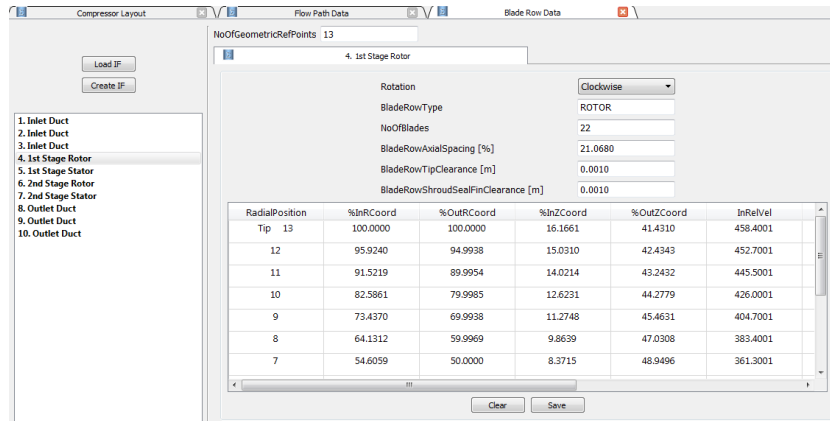 Compressor Layout Flow Path Data Blade Row Data
NoOfGeometricRefPoints 13
Load IF
Create IF
1. Inlet Duct
2. Inlet Duct
3. Inlet Duct
4. 1st Stage Rotor
5. 1st Stage Stator
6. 2nd Stage Rotor
7. 2nd Stage Stator
8. Outlet Duct
9. Outlet Duct
10. Outlet Duct
4. 1st Stage Rotor
Rotation Clockwise
BladeRowType ROTOR
NoOfBlades 22
BladeRowAxialSpacing [%] 21.0680
BladeRowTipClearance [m] 0.0010
BladeRowShroudSealFinClearance [m] 0.0010
RadialPosition %InRCoord %OutRCoord %InZCoord %OutZCoord InRelVel
Tip 13 100.0000 100.0000 16.1661 41.4310 458.4001
12 95.9240 94.9938 15.0310 42.4343 452.7001
11 91.5219 89.9954 14.0214 43.2432 445.5001
10 82.5861 79.9985 12.6231 44.2779 426.0001
9 73.4370 69.9938 11.2748 45.4631 404.7001
8 64.1312 59.9969 9.8639 47.0308 383.4001
7 54.6059 50.0000 8.3715 48.9496 361.3001
Clear Save